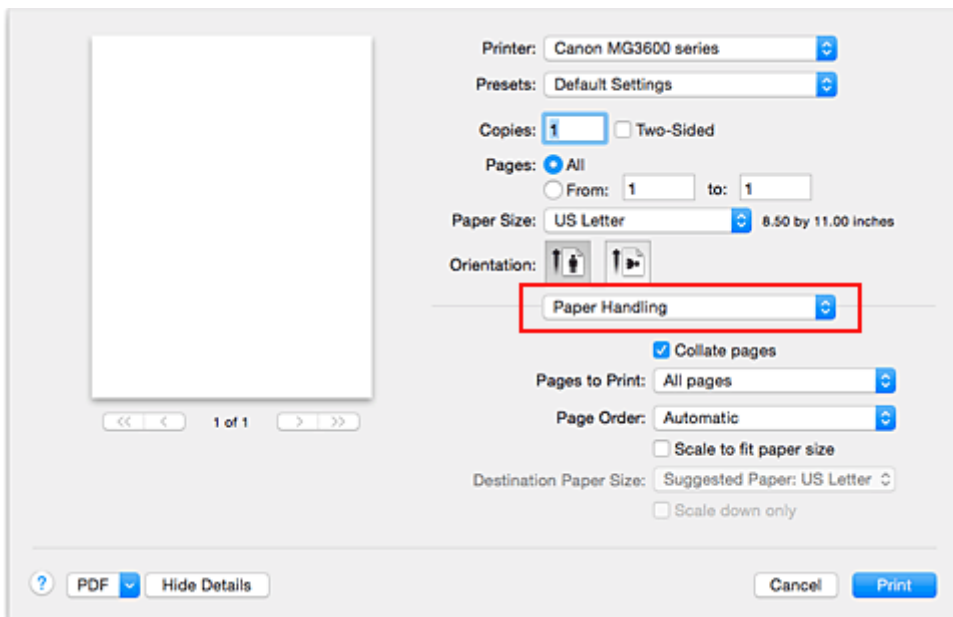 Printer: Canon MG3600 series
Presets: Default Settings
Copies: 1 Two-Sided
Pages: All
From: 1 to: 1
Paper Size: US Letter 8.50 by 11.00 inches
Orientation:
Paper Handling
Collate pages
Pages to Print: All pages
Page Order: Automatic
Scale to fit paper size
Destination Paper Size: Suggested Paper: US Letter
Scale down only
<< < 1 of 1 > >>
? PDF Hide Details Cancel Print